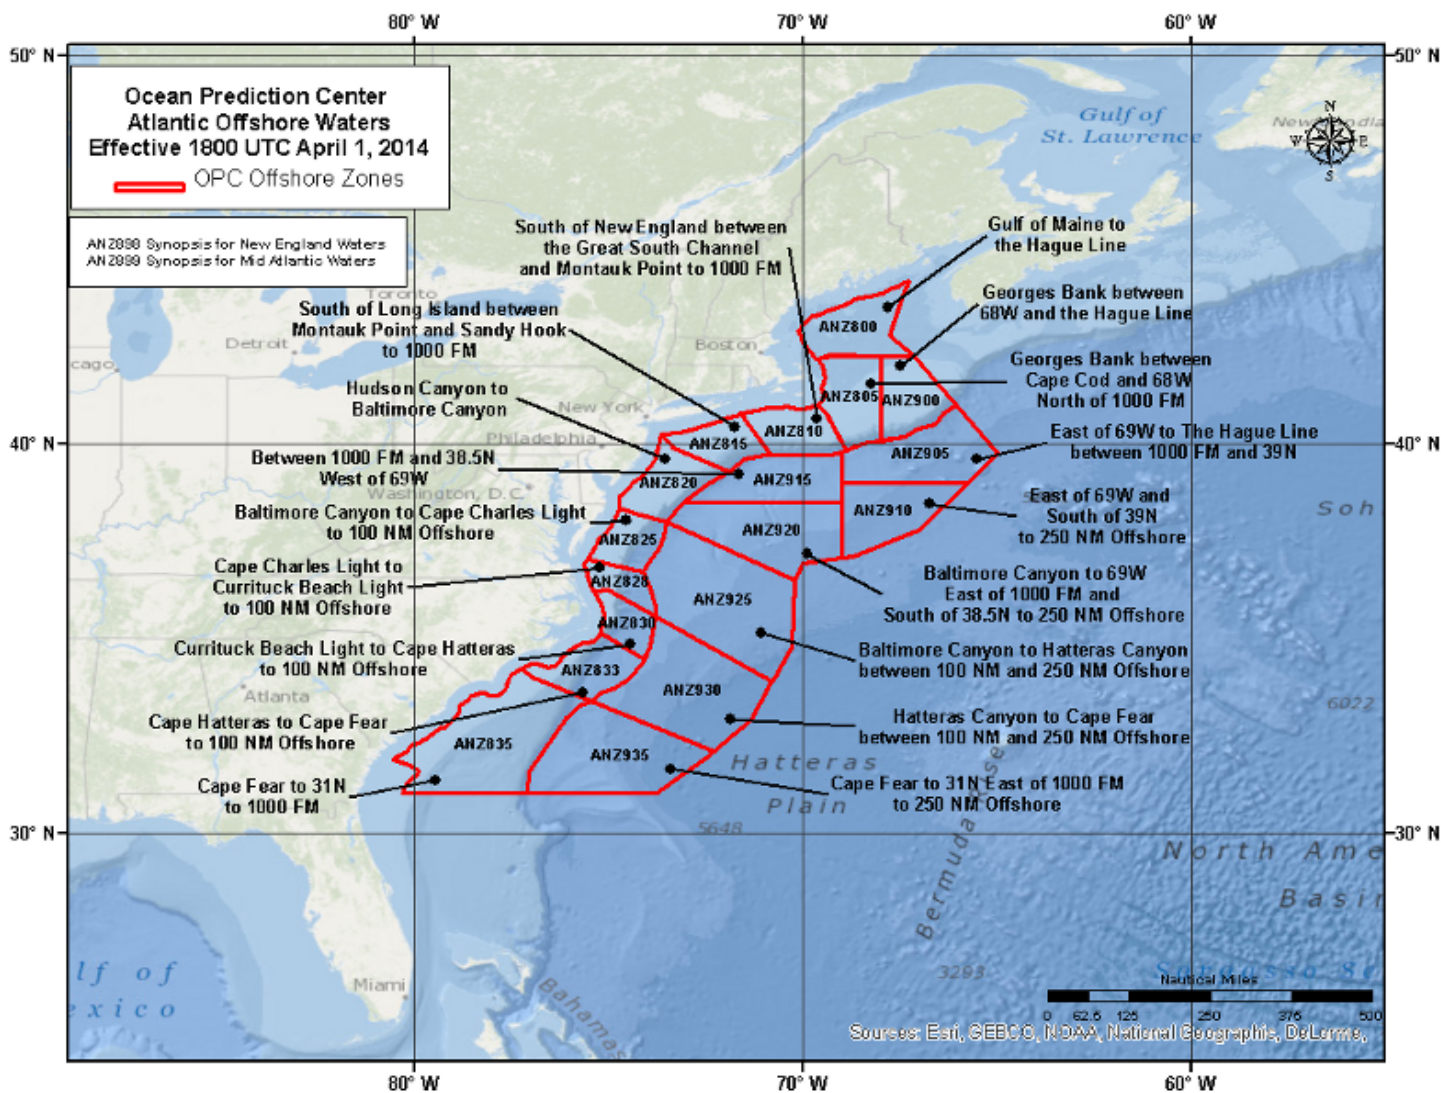 80° W
70° W
60° W
50° N
50° N
Ocean Prediction Center
Atlantic Offshore Waters
Effective 1800 UTC April 1, 2014
OPC Offshore Zones
ANZ898 Synopsis for New England Waters
ANZ899 Synopsis for Mid Atlantic Waters
Gulf of
St. Lawrence
N
W
E
S
South of New England between
the Great South Channel
and Montauk Point to 1000 FM
Gulf of Maine to
the Hague Line
Georges Bank between
68W and the Hague Line
Toronto
South of Long Island between
Montauk Point and Sandy Hook
to 1000 FM
ANZ800
Detroit
Boston
cago
Georges Bank between
Cape Cod and 68W
North of 1000 FM
Hudson Canyon to
Baltimore Canyon
ANZ805
ANZ900
New York
Philadelphia
40° N
40° N
ANZ815
ANZ810
ANZ905
East of 69W to The Hague Line
between 1000 FM and 39N
Between 1000 FM and 38.5N
West of 69W
ANZ820
ANZ915
Washington, D.C.
East of 69W and
South of 39N
to 250 NM Offshore
Soh
Baltimore Canyon to Cape Charles Light
to 100 NM Offshore
ANZ910
ANZ920
ANZ825
Cape Charles Light to
Currituck Beach Light
to 100 NM Offshore
ANZ828
Baltimore Canyon to 69W
East of 1000 FM and
South of 38.5N to 250 NM Offshore
ANZ925
ANZ830
Currituck Beach Light to Cape Hatteras
to 100 NM Offshore
Baltimore Canyon to Hatteras Canyon
between 100 NM and 250 NM Offshore
ANZ833
Atlanta
ANZ930
6022
Cape Hatteras to Cape Fear
to 100 NM Offshore
Hatteras Canyon to Cape Fear
between 100 NM and 250 NM Offshore
ANZ835
ANZ935
Hatteras
Plain
Cape Fear to 31N
to 1000 FM
Cape Fear to 31N East of 1000 FM
to 250 NM Offshore
30° N
30° N
5648
Bermuda Rise
North Ame
Basin
lf of
exico
Miami
Bahamas
3293
Nautical Miles
0 62.5 125 250 375 500
Sources: Esri, GEBCO, NOAA, National Geographic, DeLorme,
80° W
70° W
60° W